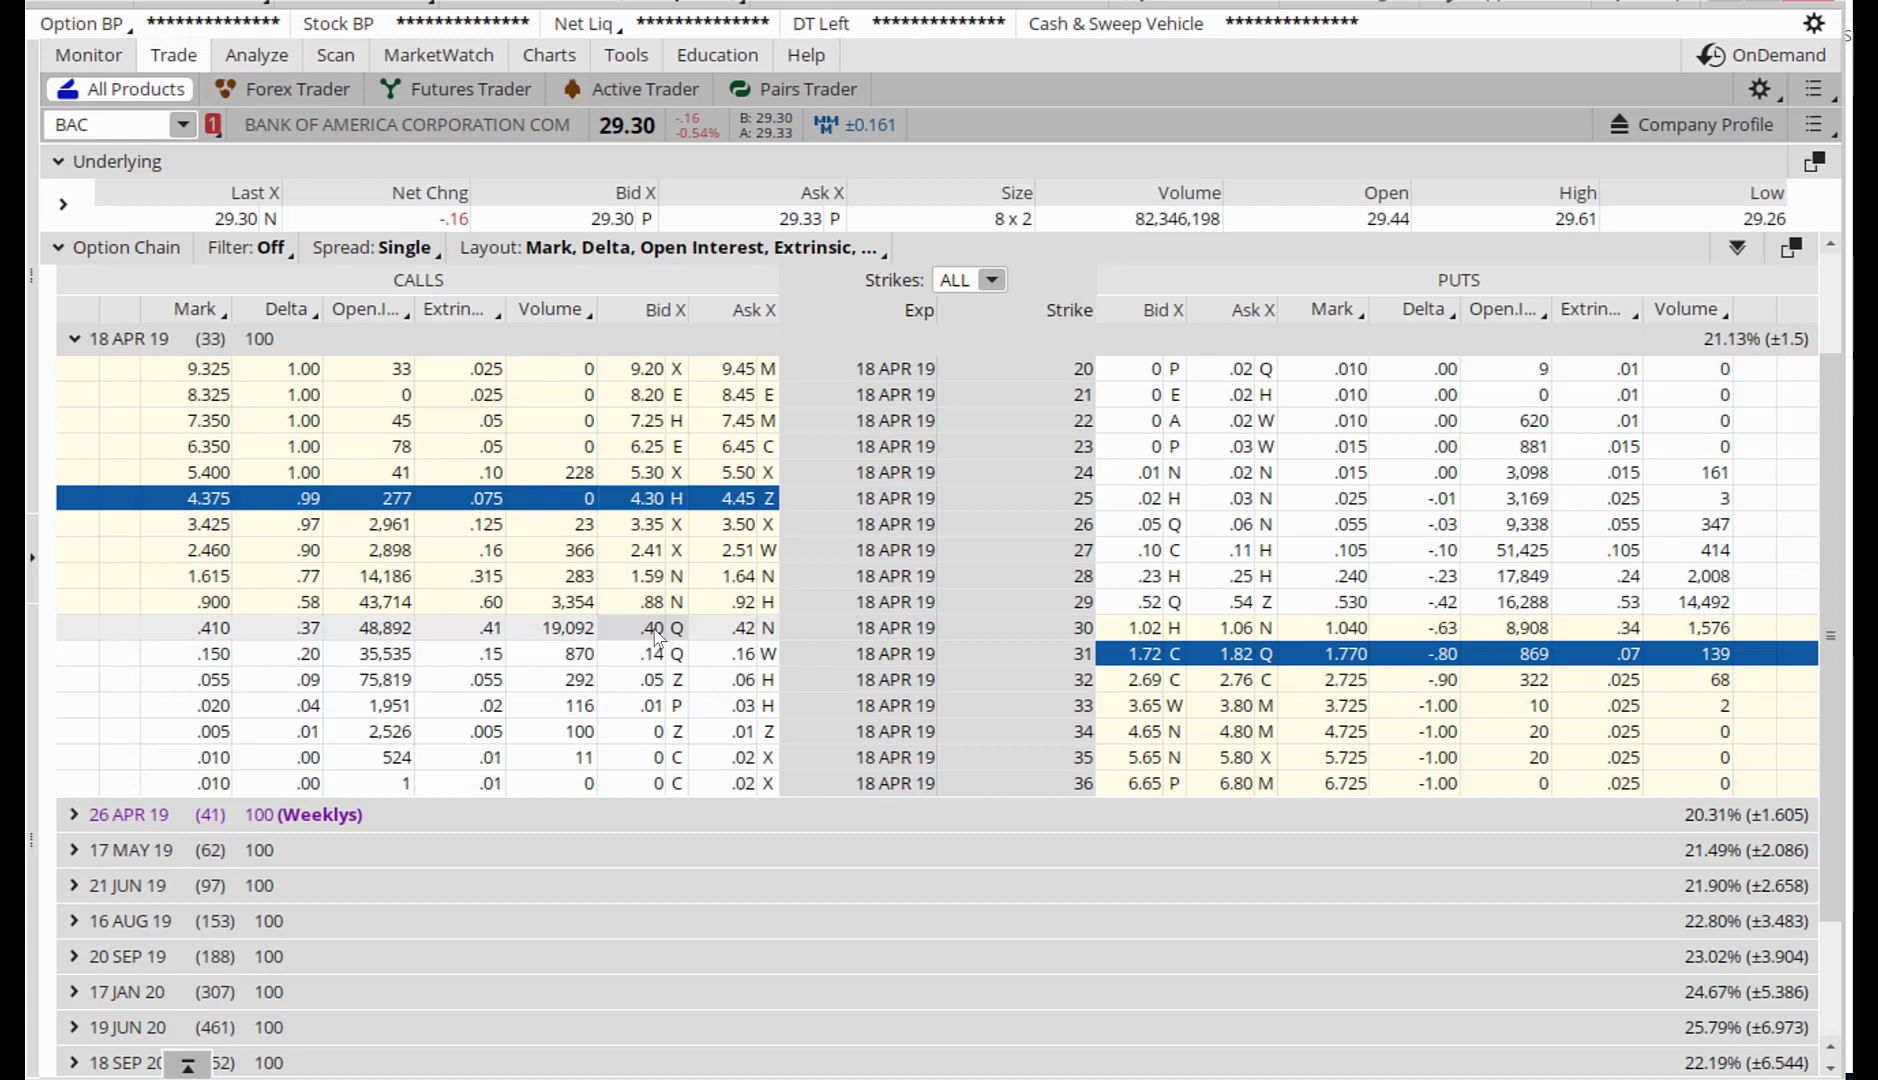 Option BP ************** Stock BP ************** Net Liq ************** DT Left ************** Cash & Sweep Vehicle **************
Monitor Trade Analyze Scan MarketWatch Charts Tools Education Help OnDemand
All Products Forex Trader Futures Trader Active Trader Pairs Trader
BAC 1 BANK OF AMERICA CORPORATION COM 29.30 -.16 -0.54% B: 29.30 A: 29.33 MMM ±0.161 Company Profile
Underlying
Last X Net Chng Bid X Ask X Size Volume Open High Low
29.30 N -.16 29.30 P 29.33 P 8 x 2 82,346,198 29.44 29.61 29.26
Option Chain Filter: Off Spread: Single Layout: Mark, Delta, Open Interest, Extrinsic, ...
CALLS Strikes: ALL PUTS
Mark Delta Open.I... Extrin... Volume Bid X Ask X Exp Strike Bid X Ask X Mark Delta Open.I... Extrin... Volume
18 APR 19 (33) 100 21.13% (±1.5)
9.325 1.00 33 .025 0 9.20 X 9.45 M 18 APR 19 20 0 P .02 Q .010 .00 9 .01 0
8.325 1.00 0 .025 0 8.20 E 8.45 E 18 APR 19 21 0 E .02 H .010 .00 0 .01 0
7.350 1.00 45 .05 0 7.25 H 7.45 M 18 APR 19 22 0 A .02 W .010 .00 620 .01 0
6.350 1.00 78 .05 0 6.25 E 6.45 C 18 APR 19 23 0 P .03 W .015 .00 881 .015 0
5.400 1.00 41 .10 228 5.30 X 5.50 X 18 APR 19 24 .01 N .02 N .015 .00 3,098 .015 161
4.375 .99 277 .075 0 4.30 H 4.45 Z 18 APR 19 25 .02 H .03 N .025 -.01 3,169 .025 3
3.425 .97 2,961 .125 23 3.35 X 3.50 X 18 APR 19 26 .05 Q .06 N .055 -.03 9,338 .055 347
2.460 .90 2,898 .16 366 2.41 X 2.51 W 18 APR 19 27 .10 C .11 H .105 -.10 51,425 .105 414
1.615 .77 14,186 .315 283 1.59 N 1.64 N 18 APR 19 28 .23 H .25 H .240 -.23 17,849 .24 2,008
.900 .58 43,714 .60 3,354 .88 N .92 H 18 APR 19 29 .52 Q .54 Z .530 -.42 16,288 .53 14,492
.410 .37 48,892 .41 19,092 .40 Q .42 N 18 APR 19 30 1.02 H 1.06 N 1.040 -.63 8,908 .34 1,576
.150 .20 35,535 .15 870 .14 Q .16 W 18 APR 19 31 1.72 C 1.82 Q 1.770 -.80 869 .07 139
.055 .09 75,819 .055 292 .05 Z .06 H 18 APR 19 32 2.69 C 2.76 C 2.725 -.90 322 .025 68
.020 .04 1,951 .02 116 .01 P .03 H 18 APR 19 33 3.65 W 3.80 M 3.725 -1.00 10 .025 2
.005 .01 2,526 .005 100 0 Z .01 Z 18 APR 19 34 4.65 N 4.80 M 4.725 -1.00 20 .025 0
.010 .00 524 .01 11 0 C .02 X 18 APR 19 35 5.65 N 5.80 X 5.725 -1.00 20 .025 0
.010 .00 1 .01 0 0 C .02 X 18 APR 19 36 6.65 P 6.80 M 6.725 -1.00 0 .025 0
26 APR 19 (41) 100 (Weeklys) 20.31% (±1.605)
17 MAY 19 (62) 100 21.49% (±2.086)
21 JUN 19 (97) 100 21.90% (±2.658)
16 AUG 19 (153) 100 22.80% (±3.483)
20 SEP 19 (188) 100 23.02% (±3.904)
17 JAN 20 (307) 100 24.67% (±5.386)
19 JUN 20 (461) 100 25.79% (±6.973)
18 SEP 52) 100 22.19% (±6.544)